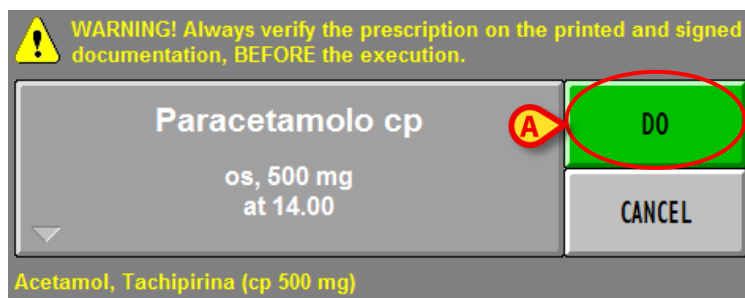 WARNING! Always verify the prescription on the printed and signed
documentation, BEFORE the execution.
Paracetamolo cp
os, 500 mg
at 14.00
A
DO
CANCEL
Acetamol, Tachipirina (cp 500 mg)